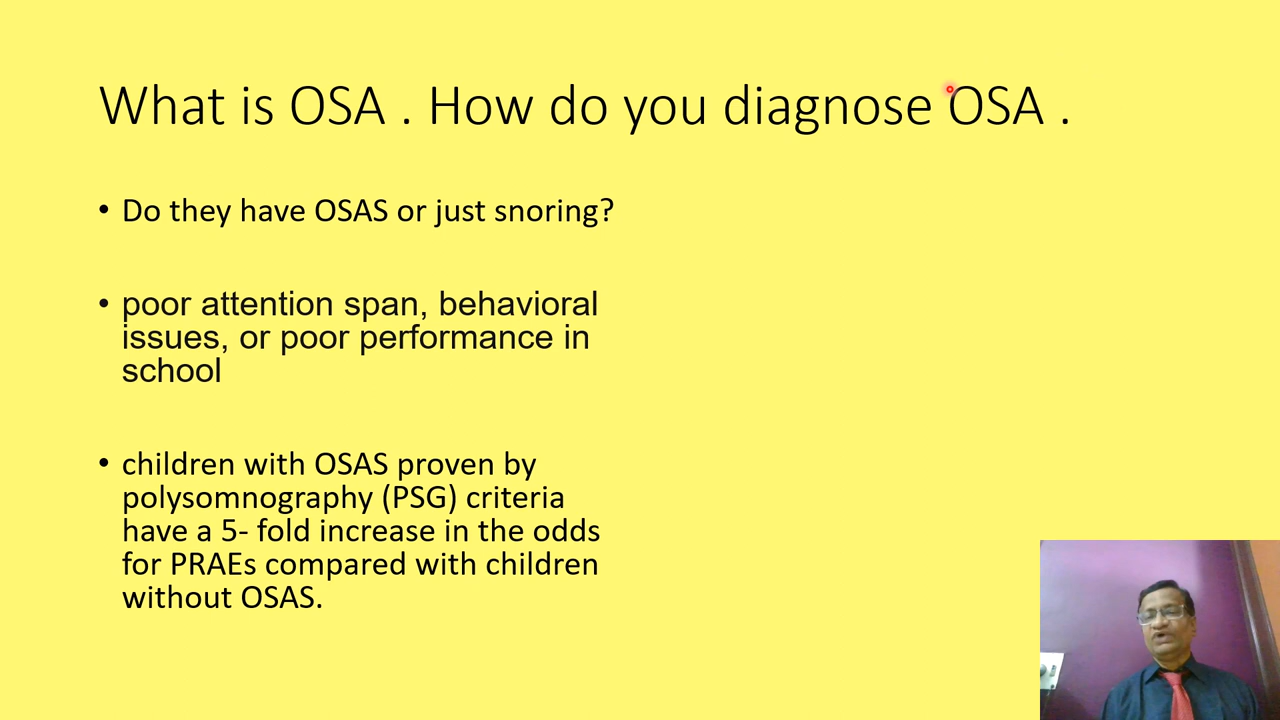 What is OSA . How do you diagnose OSA .
• Do they have OSAS or just snoring?
• poor attention span, behavioral
issues, or poor performance in
school
• children with OSAS proven by
polysomnography (PSG) criteria
have a 5- fold increase in the odds
for PRAEs compared with children
without OSAS.